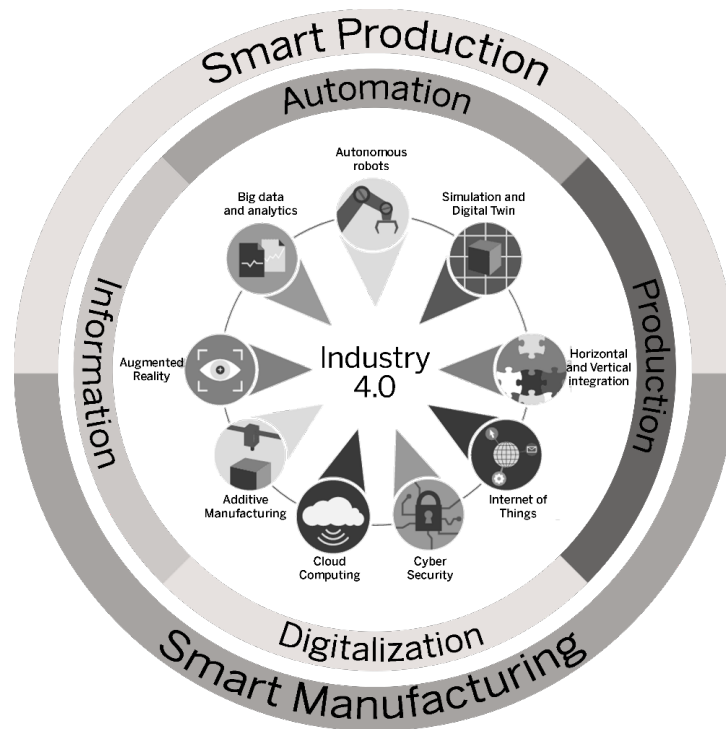 Smart Production
Automation
Autonomous
robots
Big data
and analytics
Simulation and
Digital Twin
Information
Production
Augmented
Reality
Industry
4.0
Horizontal
and Vertical
integration
Additive
Manufacturing
Internet of
Things
Cloud
Computing
Cyber
Security
Digitalization
Smart Manufacturing